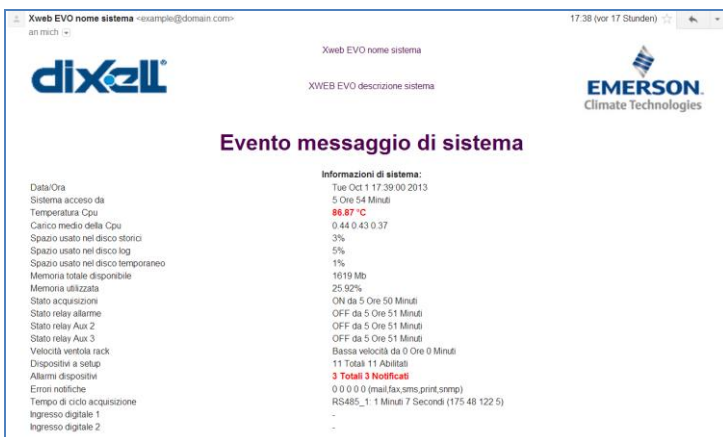 Xweb EVO nome sistema <example@domain.com>
17:38 (vor 17 Stunden)
an mich
Xweb EVO nome sistema
dixell
XWEB EVO descrizione sistema
EMERSON.
Climate Technologies
Evento messaggio di sistema
Informazioni di sistema:
Data/Ora Tue Oct 1 17:39:00 2013
Sistema acceso da 5 Ore 54 Minuti
Temperatura Cpu 86.87 °C
Carico medio della Cpu 0.44 0.43 0.37
Spazio usato nel disco storici 3%
Spazio usato nel disco log 5%
Spazio usato nel disco temporaneo 1%
Memoria totale disponibile 1619 Mb
Memoria utilizzata 25.92%
Stato acquisizioni ON da 5 Ore 50 Minuti
Stato relay allarme OFF da 5 Ore 51 Minuti
Stato relay Aux 2 OFF da 5 Ore 51 Minuti
Stato relay Aux 3 OFF da 5 Ore 51 Minuti
Velocità ventola rack Bassa velocità da 0 Ore 0 Minuti
Dispositivi a setup 11 Totali 11 Abilitati
Allarmi dispositivi 3 Totali 3 Notificati
Errori notifiche 0 0 0 0 0 (mail,fax,sms,print,snmp)
Tempo di ciclo acquisizione RS485_1: 1 Minuti 7 Secondi (175 48 122 5)
Ingresso digitale 1 -
Ingresso digitale 2 -